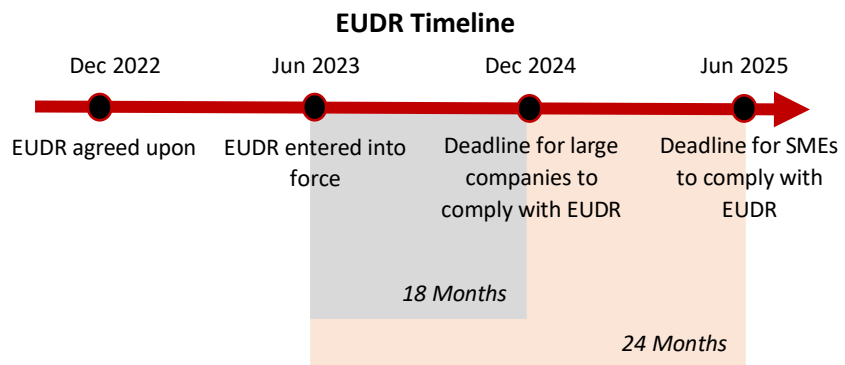 EUDR Timeline
Dec 2022
Jun 2023
Dec 2024
Jun 2025
EUDR agreed upon
EUDR entered into
force
Deadline for large
companies to
comply with EUDR
Deadline for SMEs
to comply with
EUDR
18 Months
24 Months